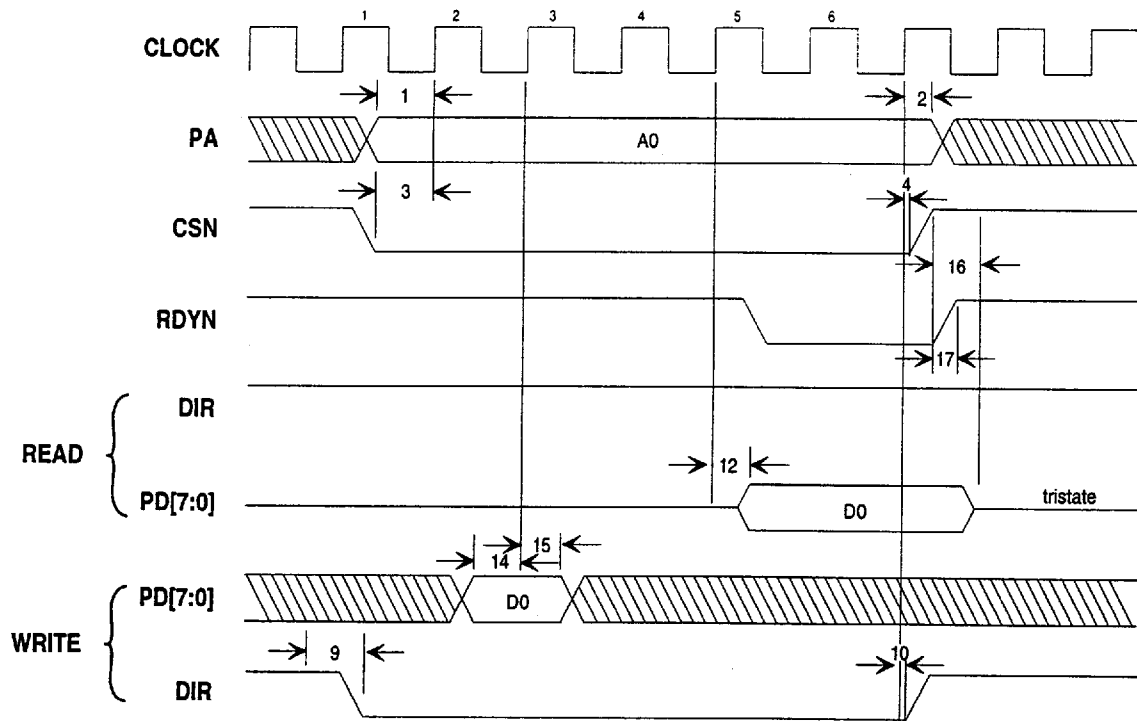 1 2 3 4 5 6
CLOCK
1 2
PA A0
3 4
CSN
16
RDYN
17
DIR
READ
12
PD[7:0] D0 tristate
15
14
PD[7:0] D0
WRITE
9 10
DIR